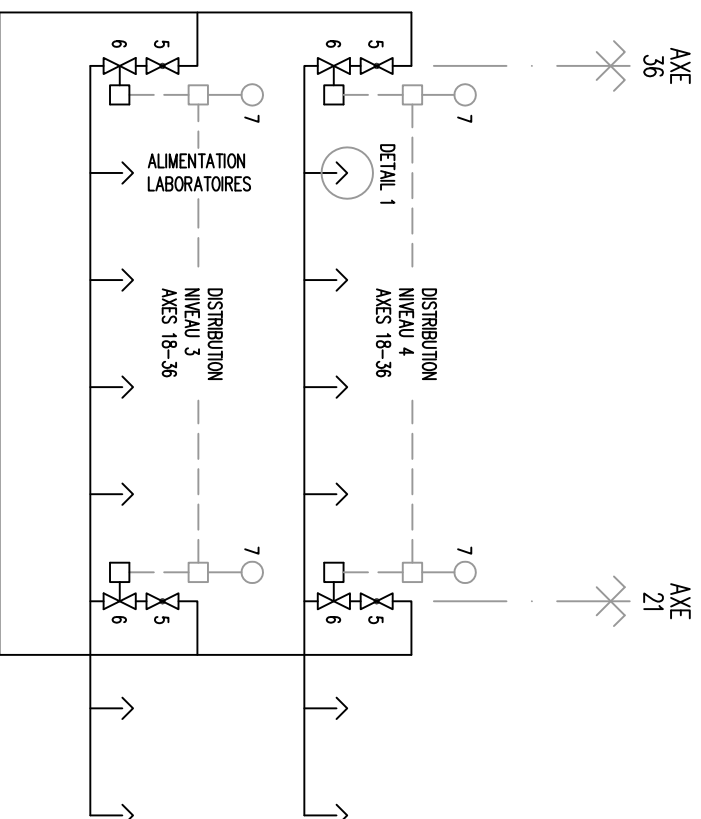 AXE
36
AXE
21
5
6
7
5
6
7
DETAIL 1
ALIMENTATION
LABORATOIRES
DISTRIBUTION
NIVEAU 4
AXES 18-36
DISTRIBUTION
NIVEAU 3
AXES 18-36
7
5
6
7
5
6